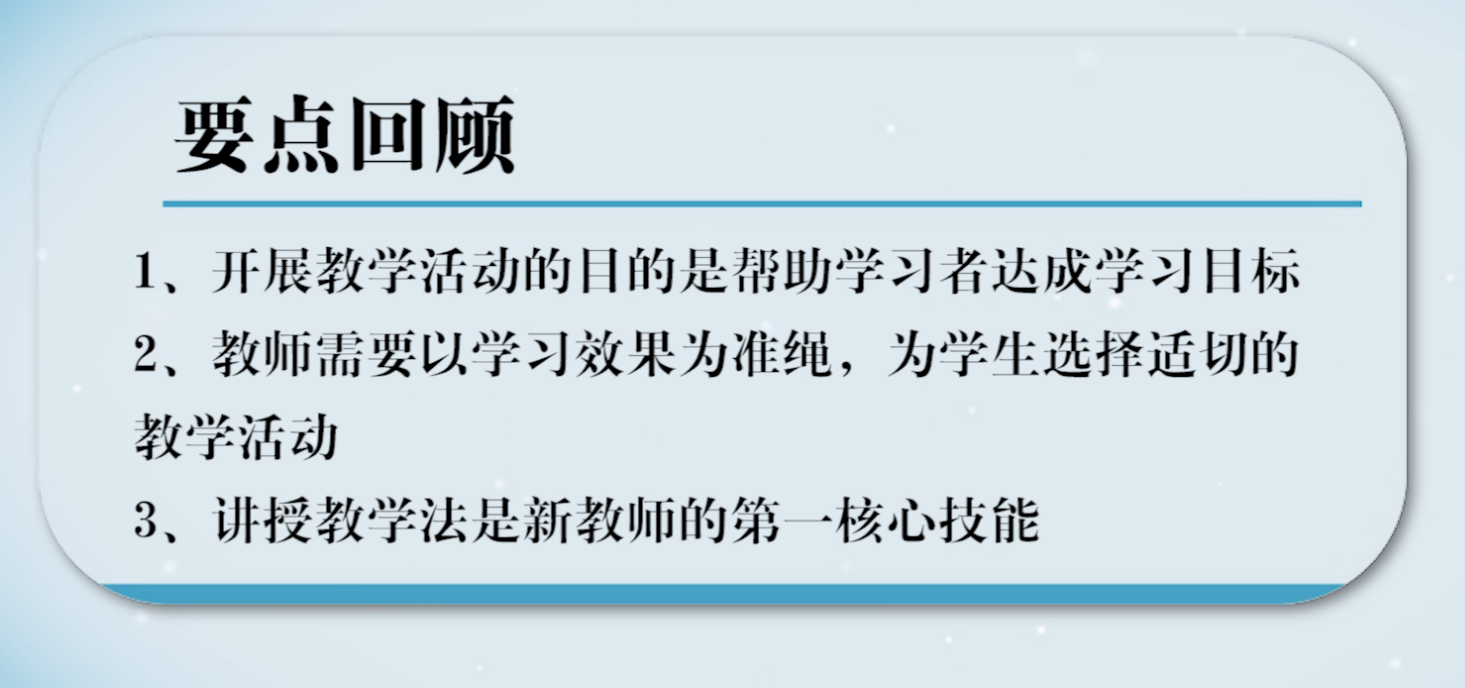 要点回顾
1、开展教学活动的目的是帮助学习者达成学习目标
2、教师需要以学习效果为准绳，为学生选择适切的
教学活动
3、讲授教学法是新教师的第一核心技能